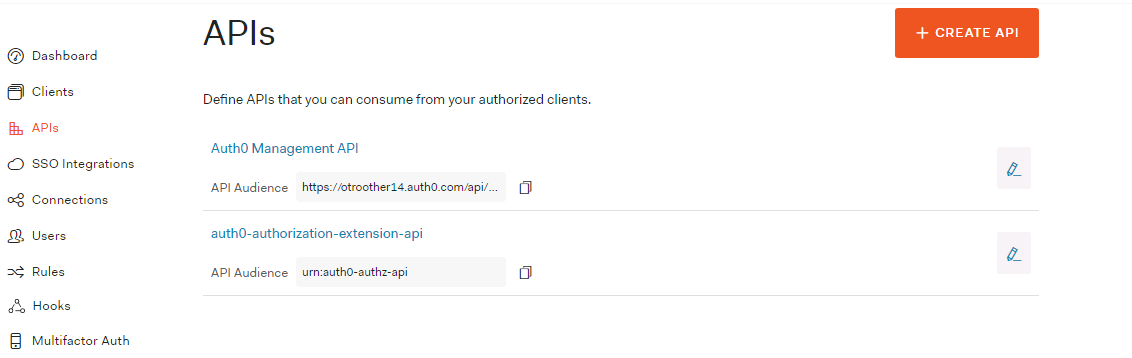 APIs
+ CREATE API
Dashboard
Clients
APIs
SSO Integrations
Connections
Users
Rules
Hooks
Multifactor Auth
Define APIs that you can consume from your authorized clients.
Auth0 Management API
API Audience https://otroother14.auth0.com/api/...
auth0-authorization-extension-api
API Audience urn:auth0-authz-api